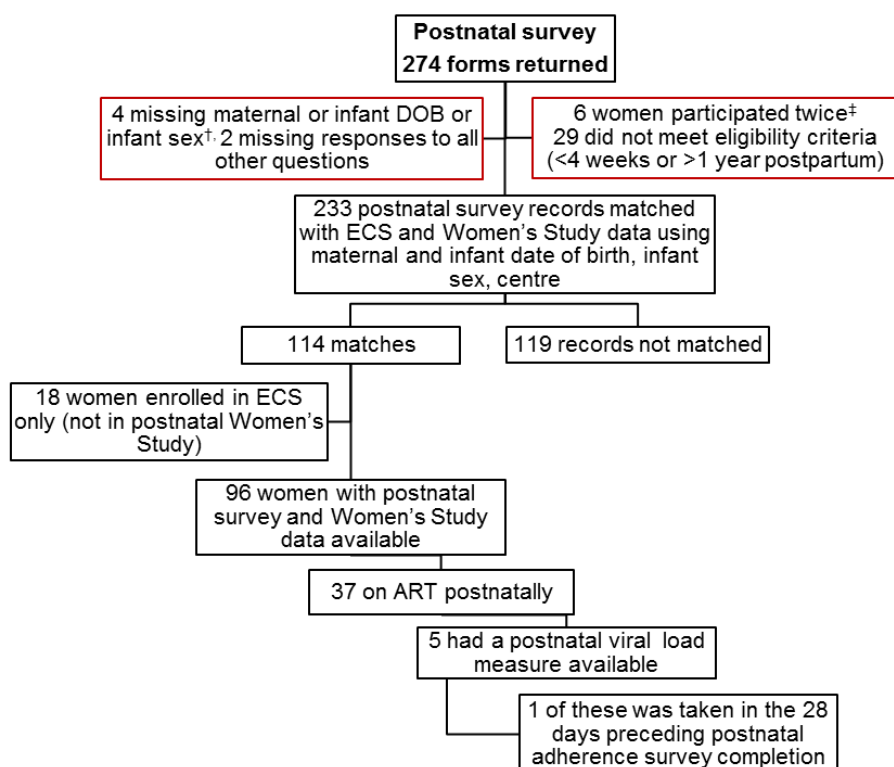 Postnatal survey
274 forms returned
4 missing maternal or infant DOB or
infant sex†, 2 missing responses to all
other questions
6 women participated twice‡
29 did not meet eligibility criteria
(<4 weeks or >1 year postpartum)
233 postnatal survey records matched
with ECS and Women's Study data using
maternal and infant date of birth, infant
sex, centre
114 matches
119 records not matched
18 women enrolled in ECS
only (not in postnatal Women's
Study)
96 women with postnatal
survey and Women's Study
data available
37 on ART postnatally
5 had a postnatal viral load
measure available
1 of these was taken in the 28
days preceding postnatal
adherence survey completion